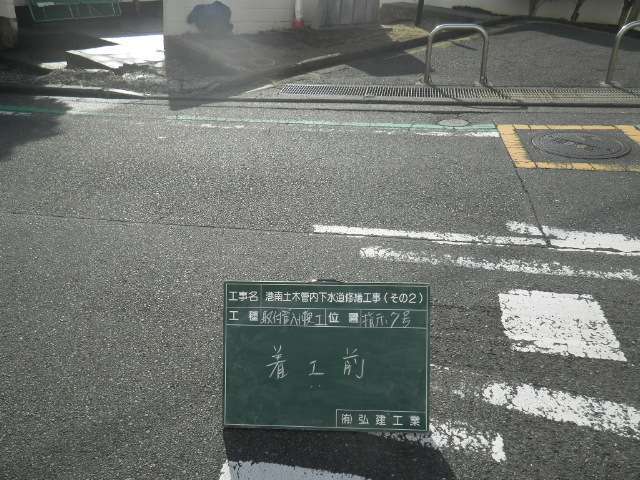 工事名 港南土木管内下水道修繕工事(その2)
工種 取付管入換工 位置 指示.7号
着工前
(有)弘建工業